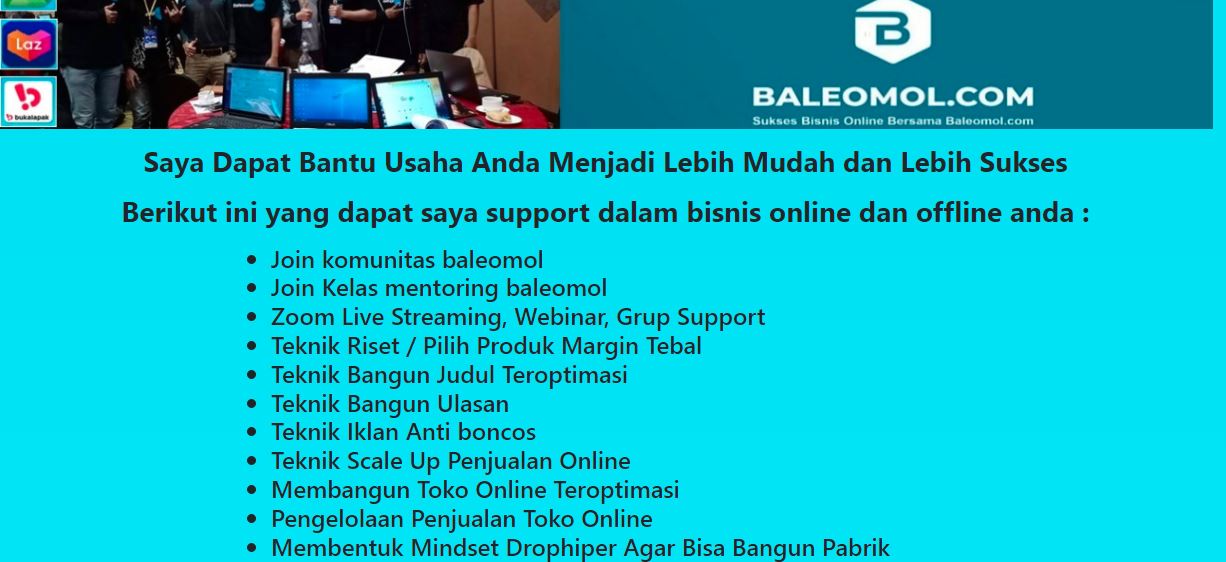 Laz
bukalapak
B
BALEOMOL.COM
Sukses Bisnis Online Bersama Baleomol.com
Saya Dapat Bantu Usaha Anda Menjadi Lebih Mudah dan Lebih Sukses
Berikut ini yang dapat saya support dalam bisnis online dan offline anda :
Join komunitas baleomol
Join Kelas mentoring baleomol
Zoom Live Streaming, Webinar, Grup Support
Teknik Riset / Pilih Produk Margin Tebal
Teknik Bangun Judul Teroptimasi
Teknik Bangun Ulasan
Teknik Iklan Anti boncos
Teknik Scale Up Penjualan Online
Membangun Toko Online Teroptimasi
Pengelolaan Penjualan Toko Online
Membentuk Mindset Drophiper Agar Bisa Bangun Pabrik